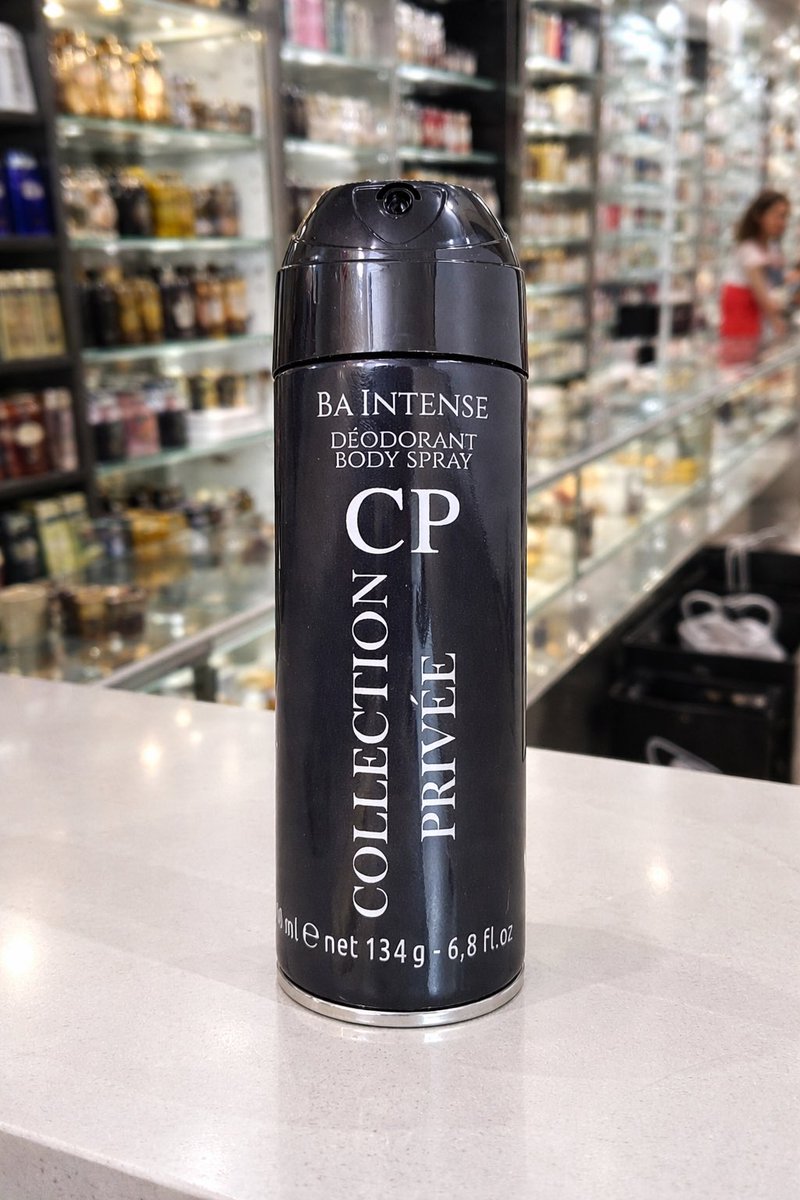 BA INTENSE
DÉODORANT
BODY SPRAY
CP
COLLECTION
PRIVÉE
ml e net 134 g - 6,8 fl.oz